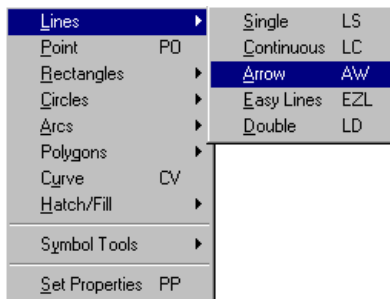 Lines
Point PO
Rectangles
Circles
Arcs
Polygons
Curve CV
Hatch/Fill
Symbol Tools
Set Properties PP
Single LS
Continuous LC
Arrow AW
Easy Lines EZL
Double LD